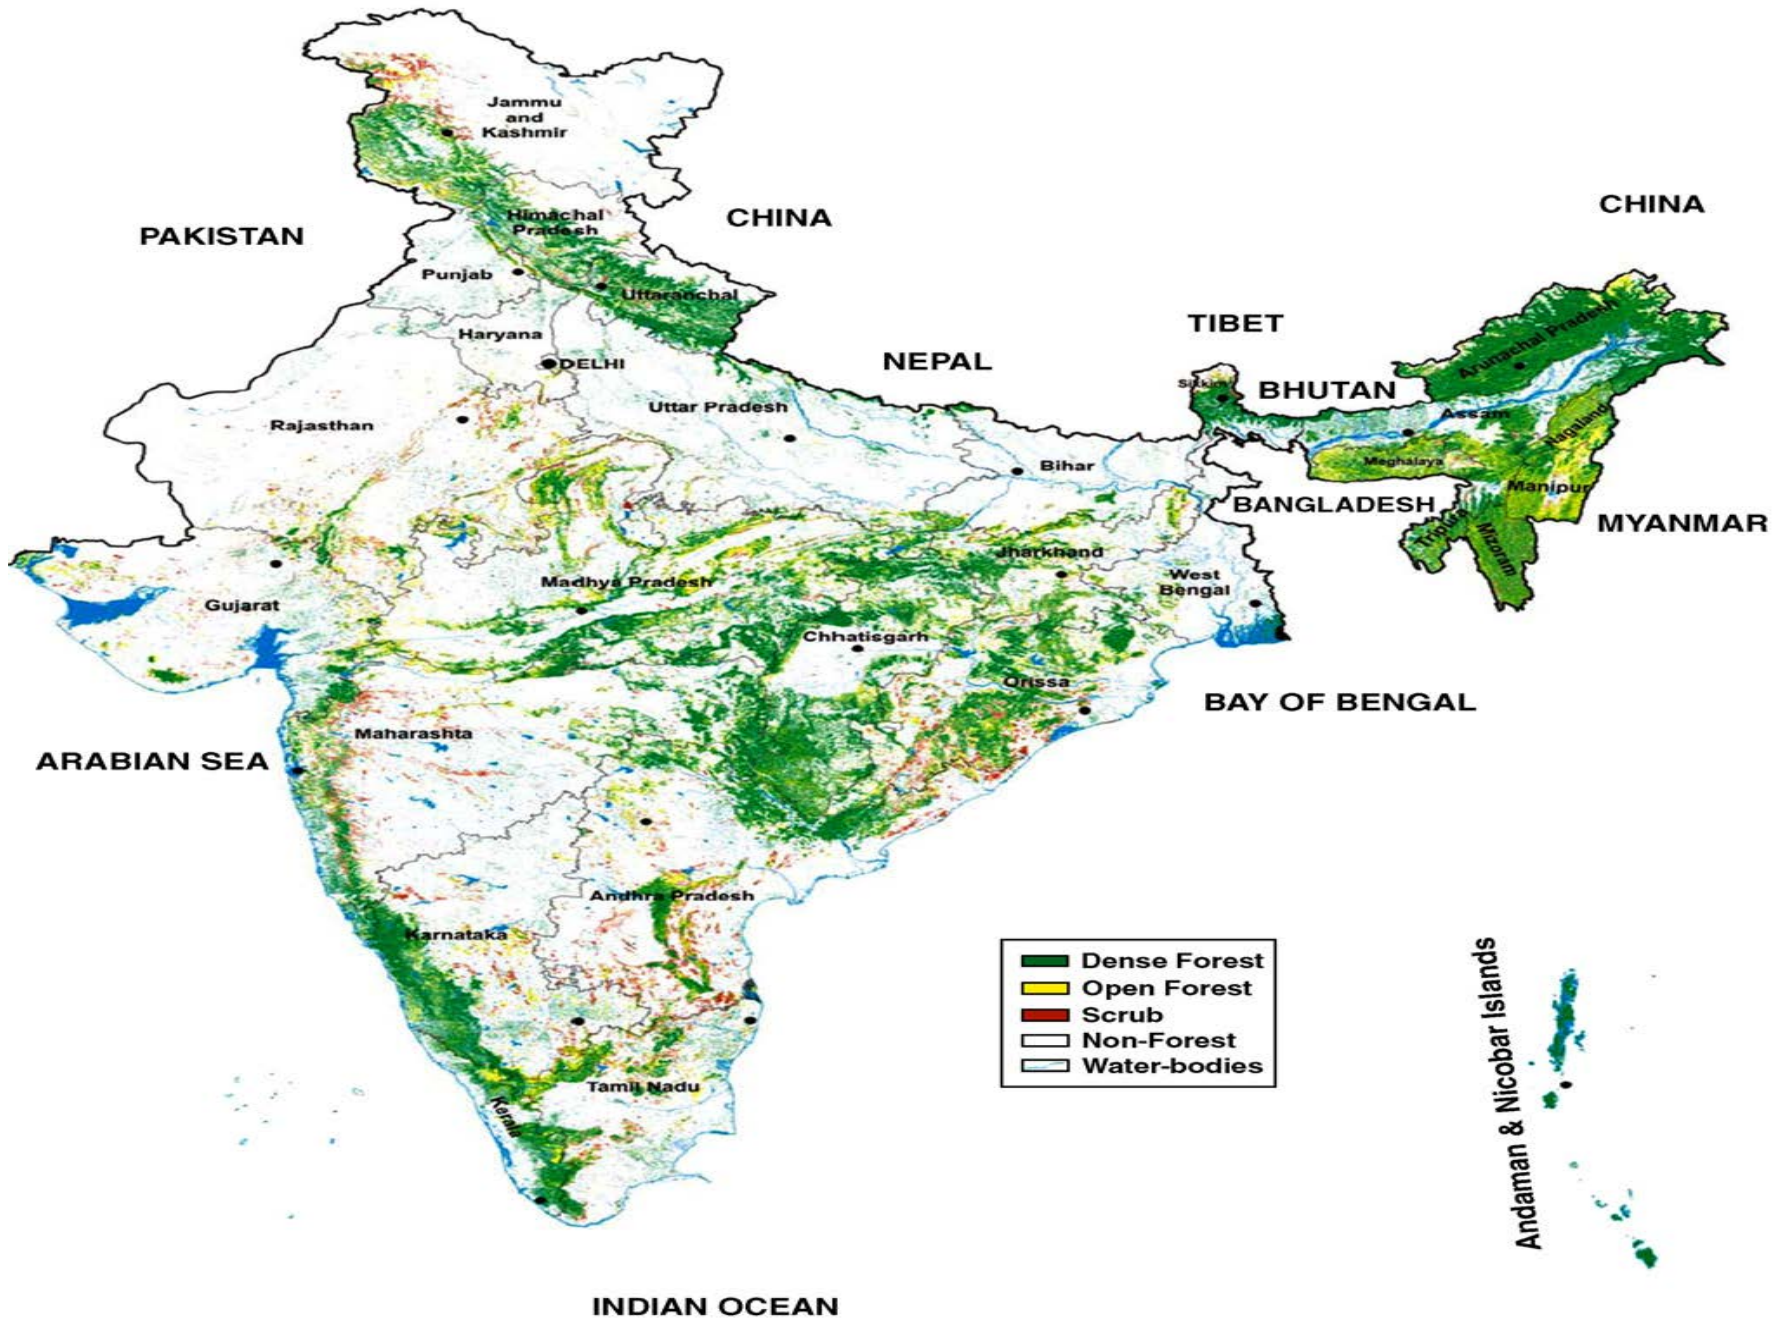 Jammu
and
Kashmir
CHINA
CHINA
PAKISTAN
Himachal
Pradesh
Punjab
Uttaranchal
Haryana
TIBET
DELHI
NEPAL
Arunachal Pradesh
Sikkim
BHUTAN
Uttar Pradesh
Rajasthan
Assam
Nagaland
Bihar
Meghalaya
Manipur
BANGLADESH
MYANMAR
Tripura
Mizoram
Jharkhand
Madhya Pradesh
West
Bengal
Gujarat
Chhatisgarh
Orissa
BAY OF BENGAL
Maharashta
ARABIAN SEA
Andhra Pradesh
Karnataka
Dense Forest
Open Forest
Scrub
Non-Forest
Water-bodies
Tamil Nadu
Kerala
Andaman & Nicobar Islands
INDIAN OCEAN